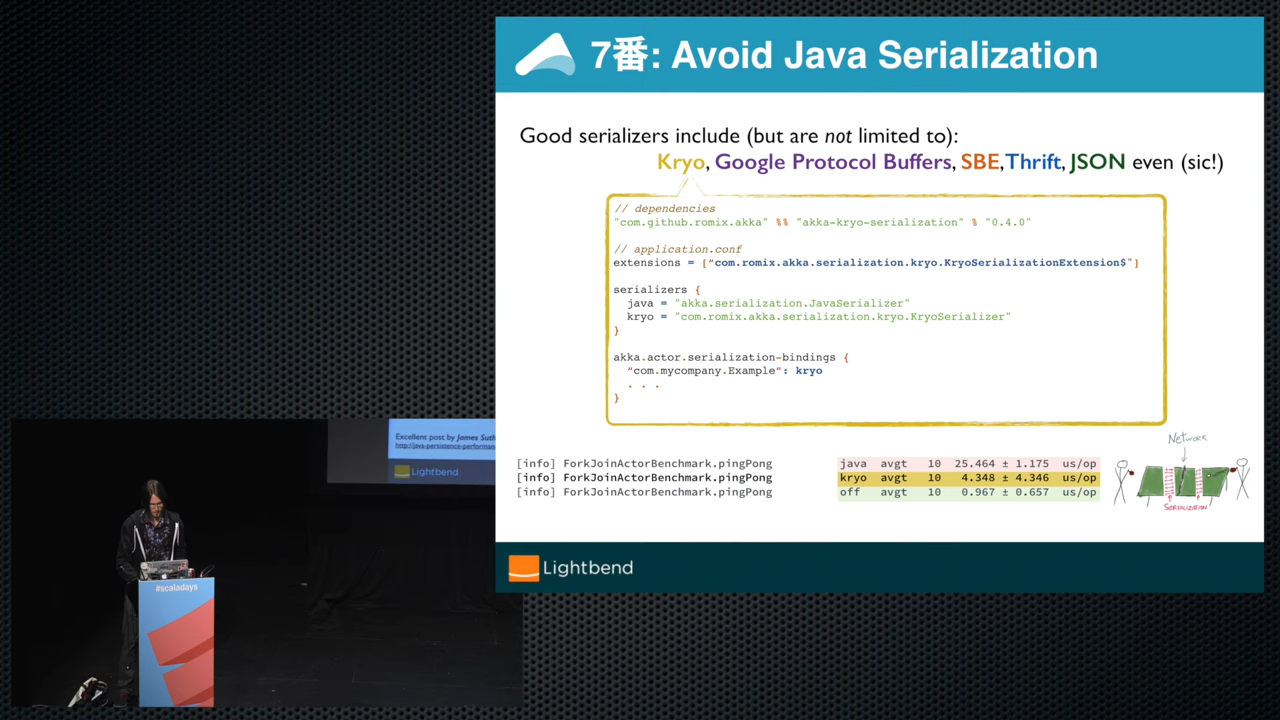 7番: Avoid Java Serialization
Good serializers include (but are not limited to):
Kryo, Google Protocol Buffers, SBE, Thrift, JSON even (sic!)
// dependencies
"com.github.romix.akka" %% "akka-kryo-serialization" % "0.4.0"
// application.conf
extensions = [“com.romix.akka.serialization.kryo.KryoSerializationExtension$"]
serializers {
java = "akka.serialization.JavaSerializer"
kryo = "com.romix.akka.serialization.kryo.KryoSerializer"
}
akka.actor.serialization-bindings {
“com.mycompany.Example“: kryo
. . .
}
[info] ForkJoinActorBenchmark.pingPong java avgt 10 25.464 ± 1.175 us/op
[info] ForkJoinActorBenchmark.pingPong kryo avgt 10 4.348 ± 4.346 us/op
[info] ForkJoinActorBenchmark.pingPong off avgt 10 0.967 ± 0.657 us/op
Network
SERIALIZATION
Lightbend
Excellent post by James Suth
http://java-persistence-performan
Lightbend
#scaladays